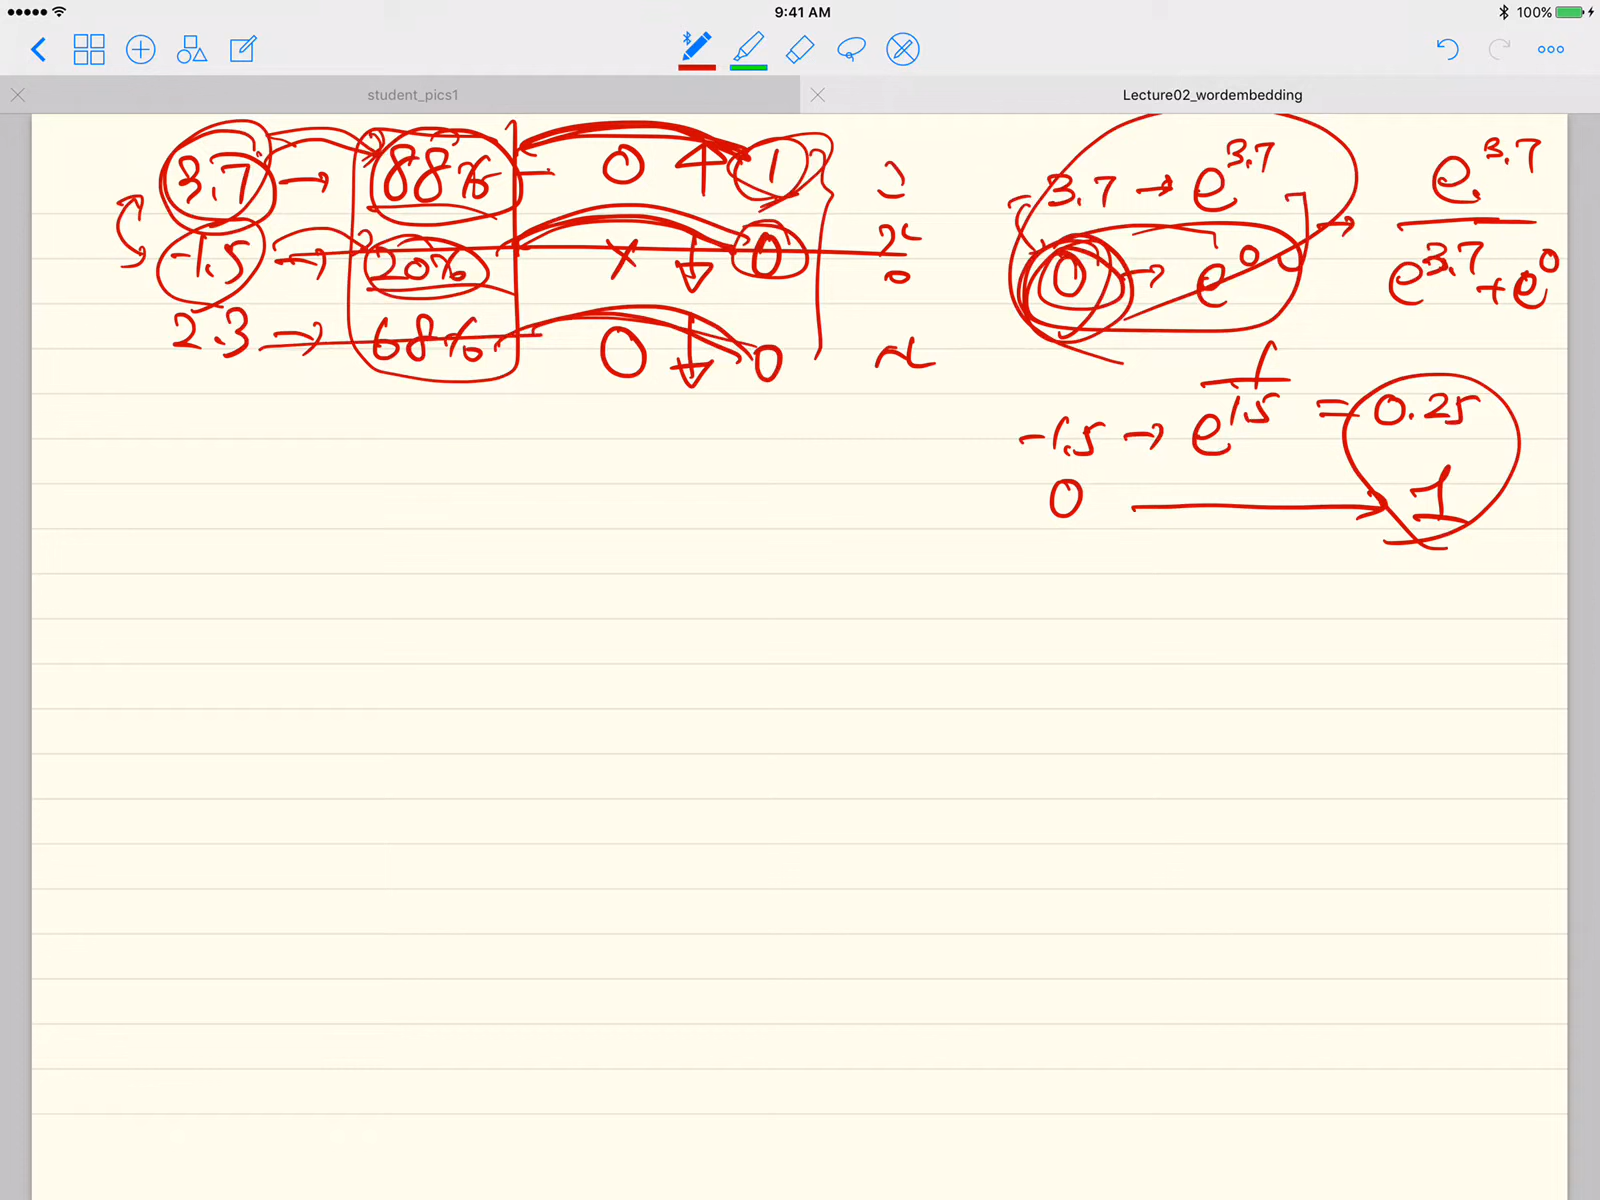 9:41 AM
100%
student_pics1
Lecture02_wordembedding
3.7 → 88% - 0 ↑ 1
-1.5 → 20% x ↓ 0
2.3 → 68% 0 ↓ 0
3.7 → e^3.7
0 → e^0
e^3.7
e^3.7 + e^0
1
-1.5 → e^1.5 = 0.25
0 → 1